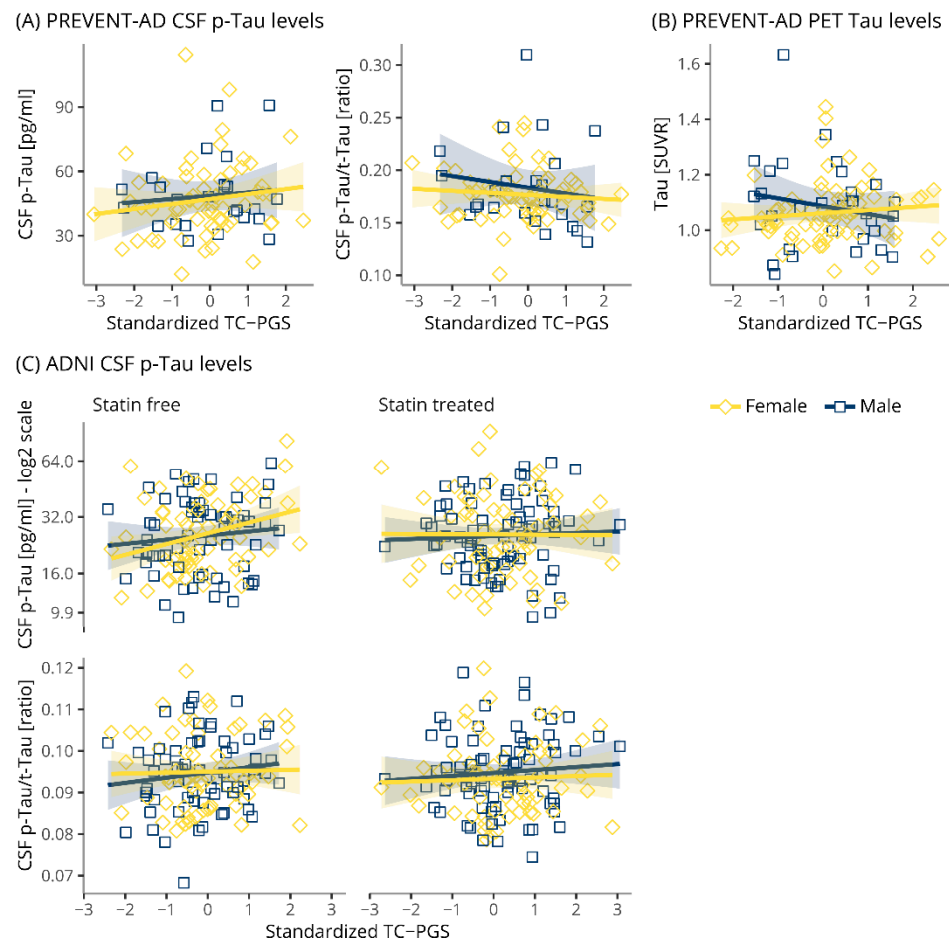 (A) PREVENT-AD CSF p-Tau levels
(B) PREVENT-AD PET Tau levels
CSF p-Tau [pg/ml]
90
60
30
−3 −2 −1 0 1 2
Standardized TC−PGS
CSF p-Tau/t-Tau [ratio]
0.30
0.25
0.20
0.15
0.10
−3 −2 −1 0 1 2
Standardized TC−PGS
Tau [SUVR]
1.6
1.4
1.2
1.0
−2 −1 0 1 2
Standardized TC−PGS
(C) ADNI CSF p-Tau levels
Statin free
Statin treated
Female Male
CSF p-Tau [pg/ml] - log2 scale
64.0
32.0
16.0
9.9
CSF p-Tau/t-Tau [ratio]
0.12
0.10
0.09
0.08
0.07
−3 −2 −1 0 1 2 3
−3 −2 −1 0 1 2 3
Standardized TC−PGS